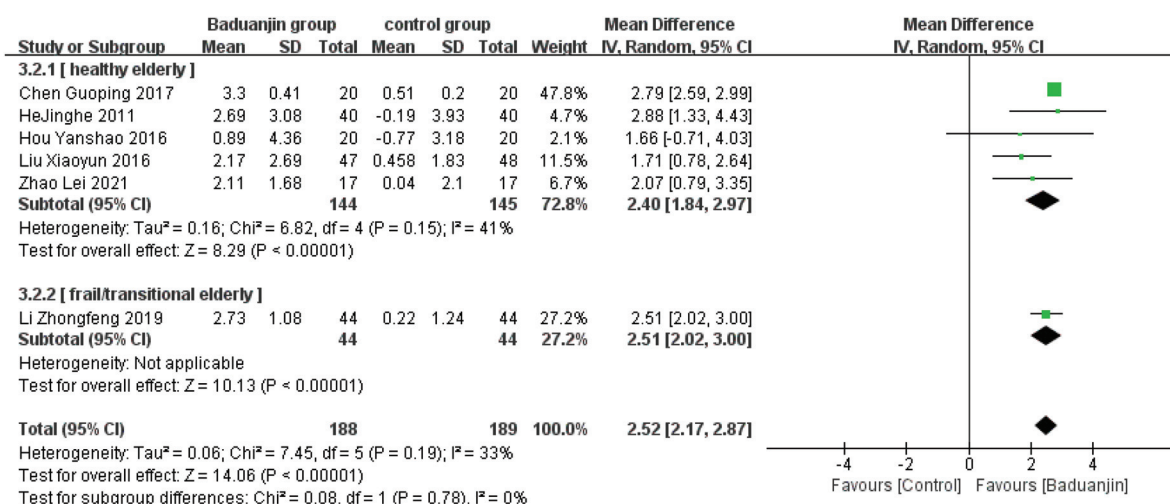 Baduanjin group control group Mean Difference Mean Difference
Study or Subgroup Mean SD Total Mean SD Total Weight IV, Random, 95% CI IV, Random, 95% CI
3.2.1 [ healthy elderly ]
Chen Guoping 2017 3.3 0.41 20 0.51 0.2 20 47.8% 2.79 [2.59, 2.99]
HeJinghe 2011 2.69 3.08 40 -0.19 3.93 40 4.7% 2.88 [1.33, 4.43]
Hou Yanshao 2016 0.89 4.36 20 -0.77 3.18 20 2.1% 1.66 [-0.71, 4.03]
Liu Xiaoyun 2016 2.17 2.69 47 0.458 1.83 48 11.5% 1.71 [0.78, 2.64]
Zhao Lei 2021 2.11 1.68 17 0.04 2.1 17 6.7% 2.07 [0.79, 3.35]
Subtotal (95% CI) 144 145 72.8% 2.40 [1.84, 2.97]
Heterogeneity: Tau² = 0.16; Chi² = 6.82, df = 4 (P = 0.15); I² = 41%
Test for overall effect: Z = 8.29 (P < 0.00001)
3.2.2 [ frail/transitional elderly ]
Li Zhongfeng 2019 2.73 1.08 44 0.22 1.24 44 27.2% 2.51 [2.02, 3.00]
Subtotal (95% CI) 44 44 27.2% 2.51 [2.02, 3.00]
Heterogeneity: Not applicable
Test for overall effect: Z = 10.13 (P < 0.00001)
Total (95% CI) 188 189 100.0% 2.52 [2.17, 2.87]
Heterogeneity: Tau² = 0.06; Chi² = 7.45, df = 5 (P = 0.19); I² = 33%
Test for overall effect: Z = 14.06 (P < 0.00001)
Test for subgroup differences: Chi² = 0.08, df = 1 (P = 0.78), I² = 0%
-4 -2 0 2 4
Favours [Control] Favours [Baduanjin]